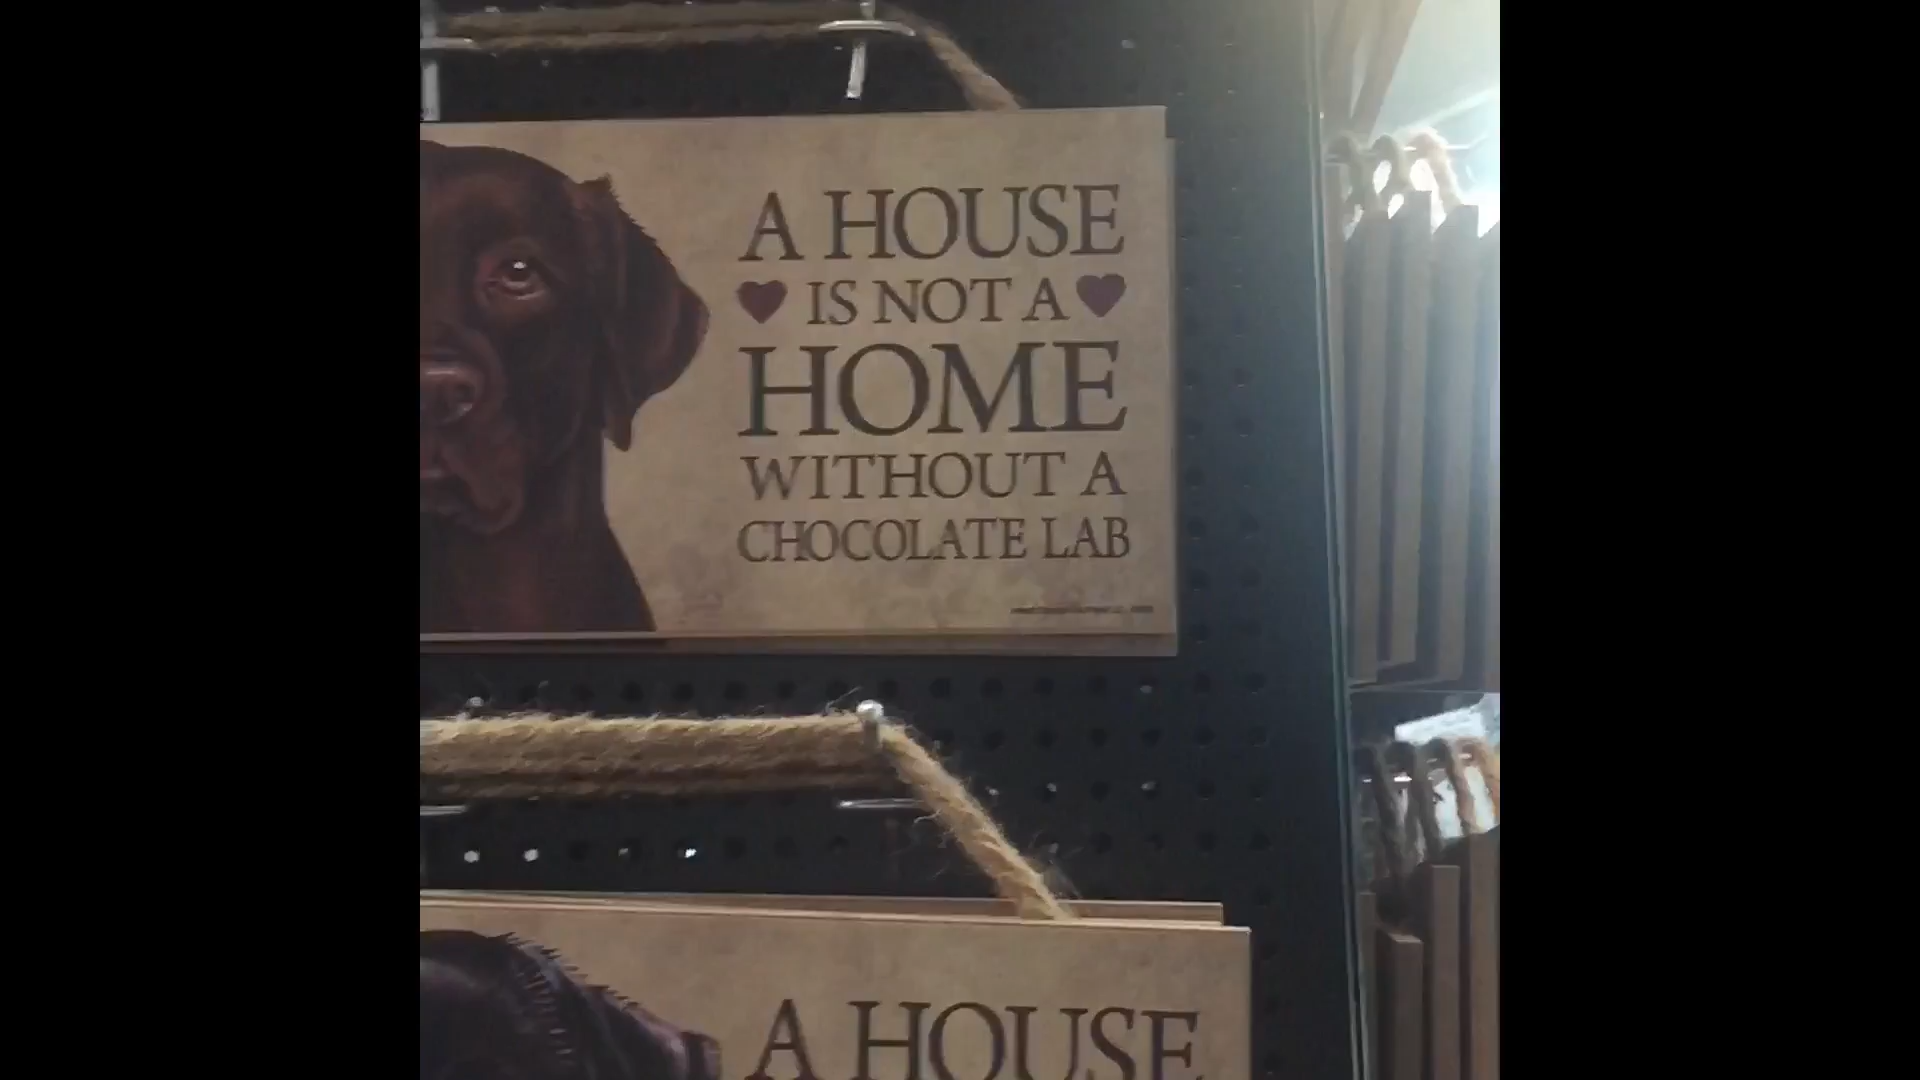 A HOUSE
IS NOT A
HOME
WITHOUT A
CHOCOLATE LAB
A HOUSE